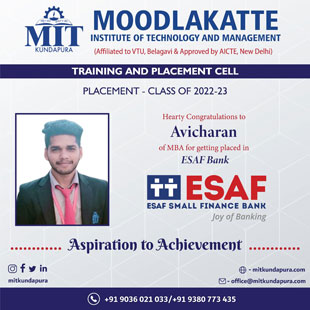 MIT
KUNDAPURA
MOODLAKATTE
INSTITUTE OF TECHNOLOGY AND MANAGEMENT
(Affiliated to VTU, Belagavi & Approved by AICTE, New Delhi)
TRAINING AND PLACEMENT CELL
PLACEMENT - CLASS OF 2022-23
Hearty Congratulations to
Avicharan
of MBA for getting placed in
ESAF Bank
ESAF
ESAF SMALL FINANCE BANK
Joy of Banking
Aspiration to Achievement
mitkundapura
- mitkundapura.com
- office@mitkundapura.com
+91 9036 021 033/+91 9380 773 435